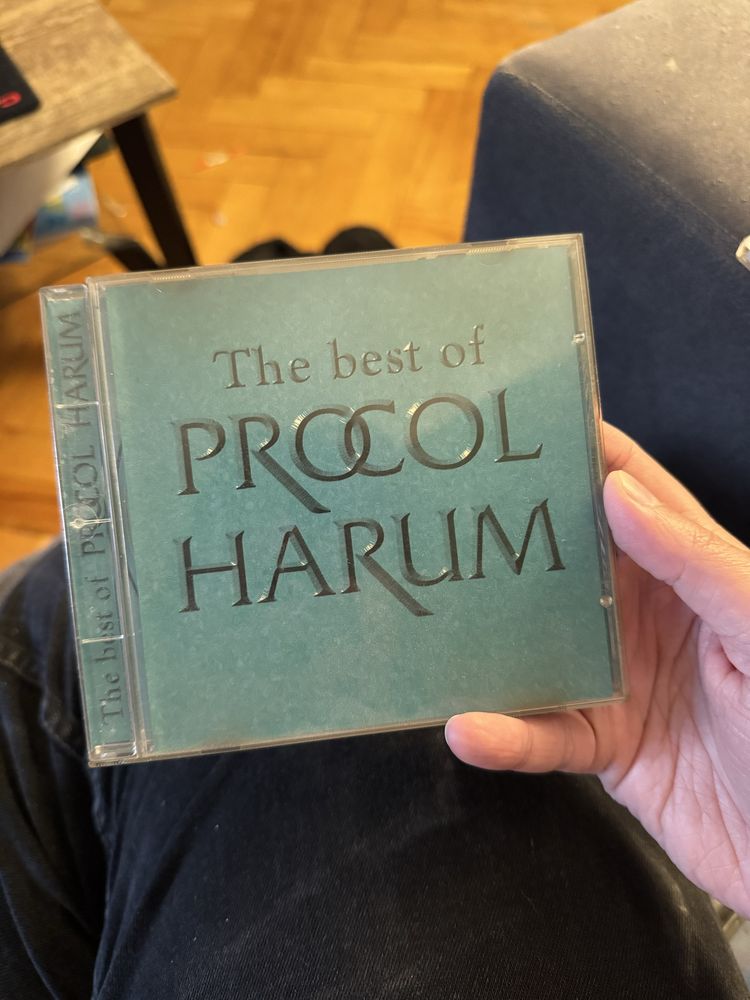 The best of
PROCOL
HARUM
The best of PROCOL HARUM